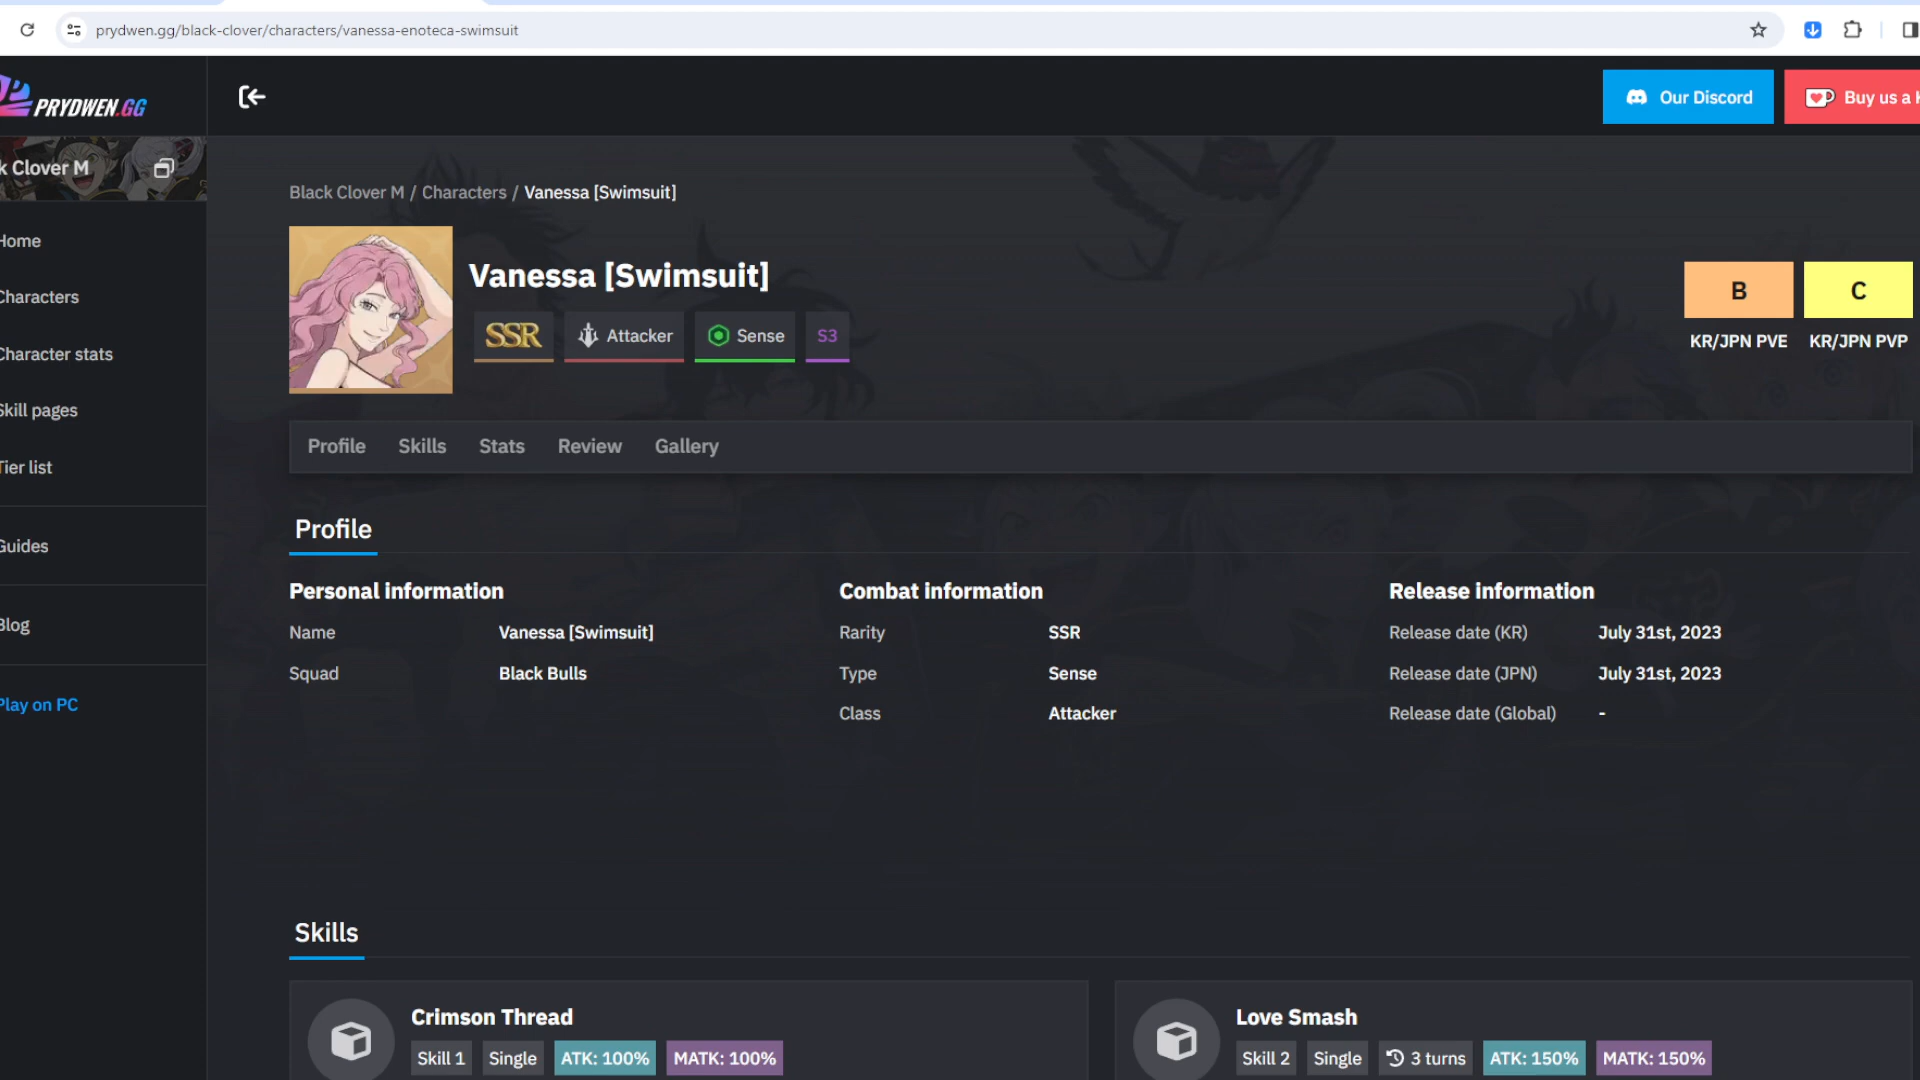 prydwen.gg/black-clover/characters/vanessa-enoteca-swimsuit
PRYDWEN.GG
Our Discord
Buy us a K
k Clover M
Black Clover M / Characters / Vanessa [Swimsuit]
Home
Characters
Character stats
Skill pages
Tier list
Guides
Blog
Play on PC
Vanessa [Swimsuit]
SSR Attacker Sense S3
B C
KR/JPN PVE KR/JPN PVP
Profile Skills Stats Review Gallery
Profile
Personal information
Name Vanessa [Swimsuit]
Squad Black Bulls
Combat information
Rarity SSR
Type Sense
Class Attacker
Release information
Release date (KR) July 31st, 2023
Release date (JPN) July 31st, 2023
Release date (Global) -
Skills
Crimson Thread
Skill 1 Single ATK: 100% MATK: 100%
Love Smash
Skill 2 Single 3 turns ATK: 150% MATK: 150%